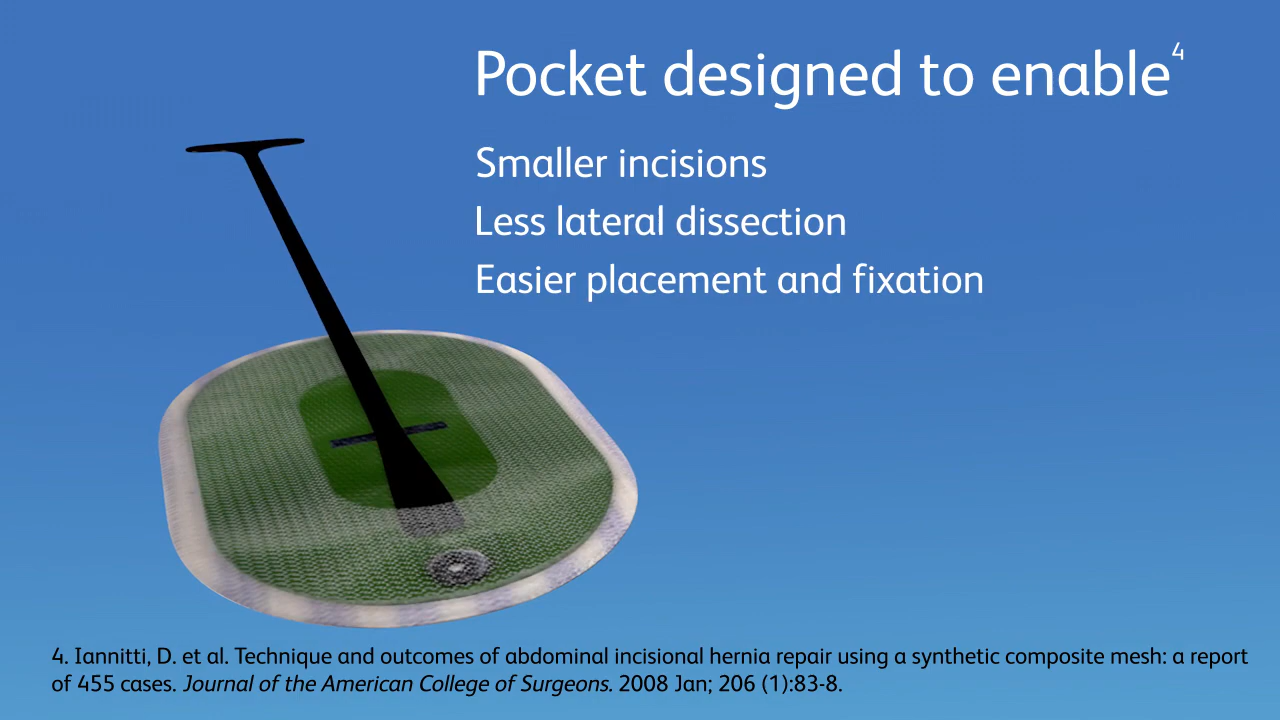 Pocket designed to enable4
Smaller incisions
Less lateral dissection
Easier placement and fixation
4. Iannitti, D. et al. Technique and outcomes of abdominal incisional hernia repair using a synthetic composite mesh: a report
of 455 cases. Journal of the American College of Surgeons. 2008 Jan; 206 (1):83-8.